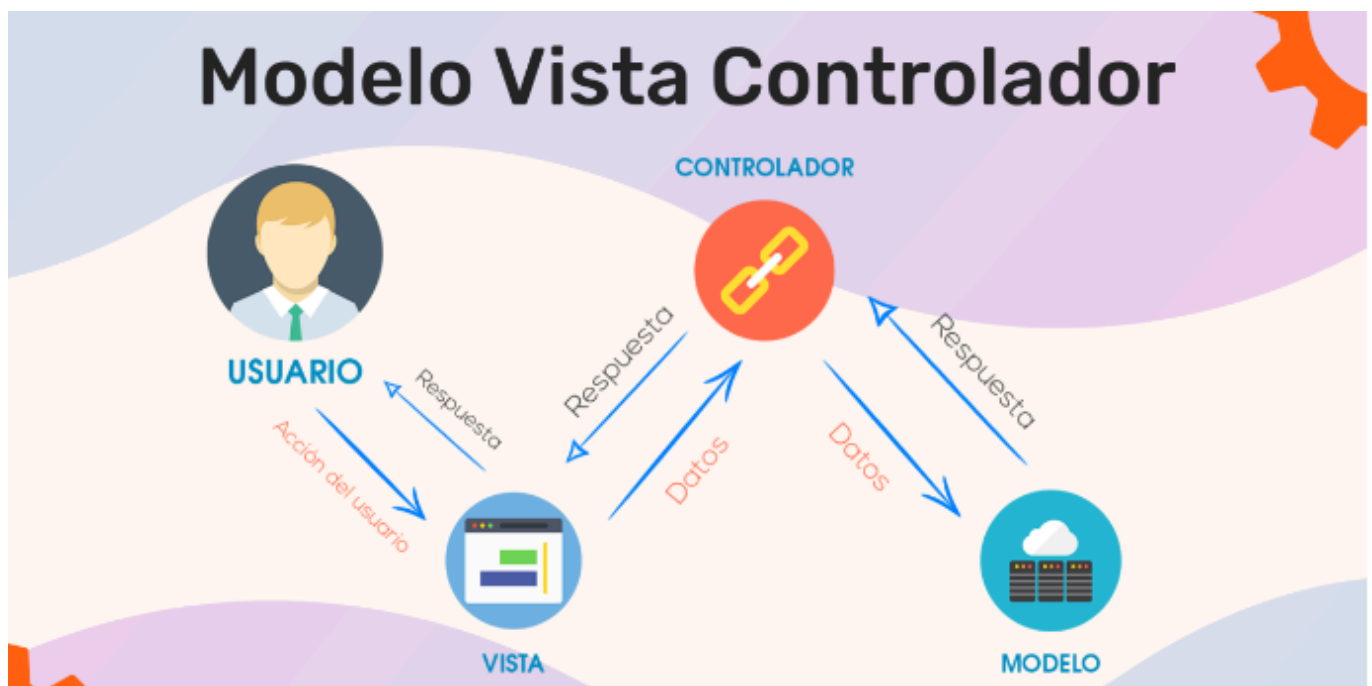 Modelo Vista Controlador
CONTROLADOR
USUARIO
Respuesta
Acción del usuario
Respuesta
Datos
Datos
Respuesta
VISTA
MODELO